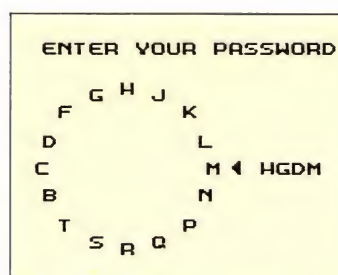 ENTER YOUR PASSWORD
H
G J
F K
D L
C M ◀ HGDM
B N
T P
S Q
R